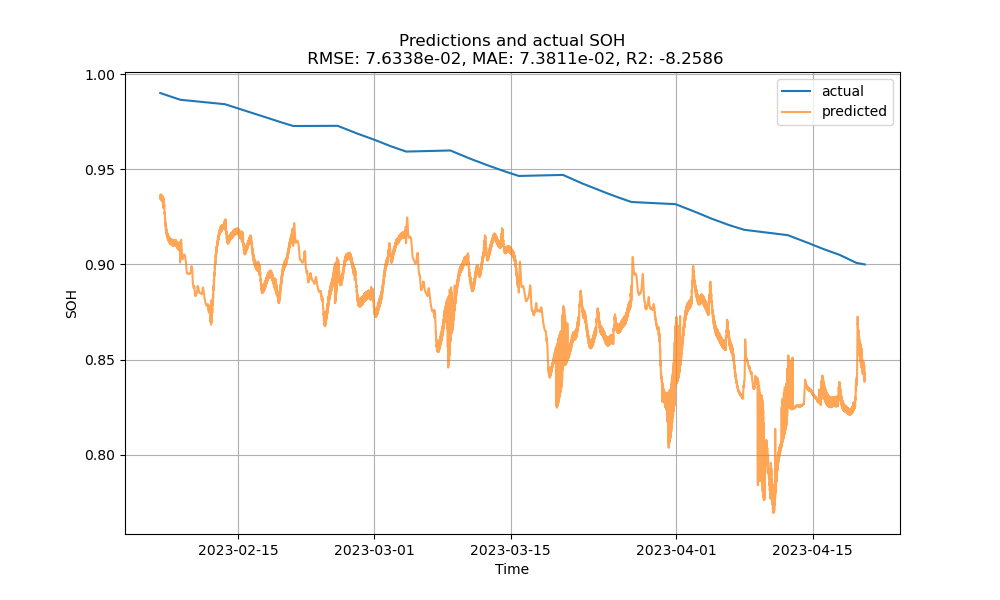 Predictions and actual SOH
RMSE: 7.6338e-02, MAE: 7.3811e-02, R2: -8.2586
actual
predicted
1.00
0.95
0.90
0.85
0.80
SOH
2023-02-15
2023-03-01
2023-03-15
2023-04-01
2023-04-15
Time